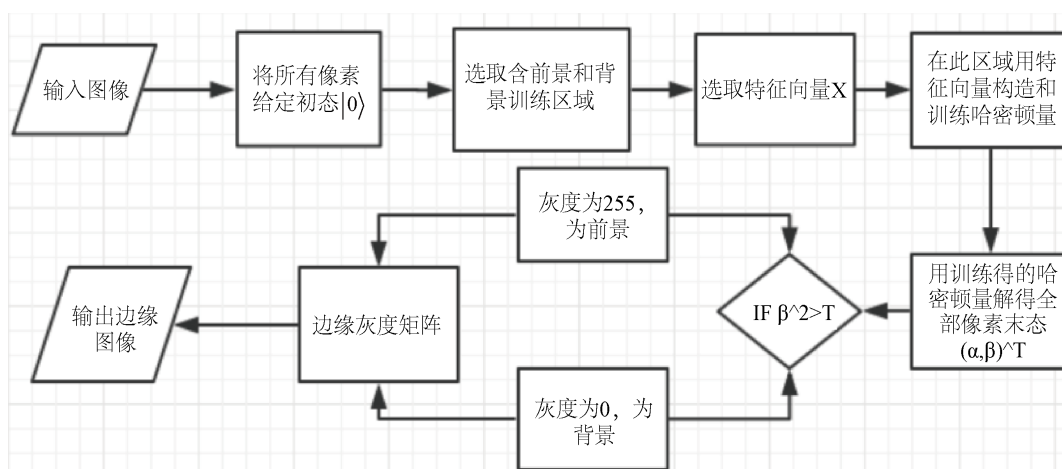 输入图像
将所有像素
给定初态|0⟩
选取含前景和背
景训练区域
选取特征向量X
在此区域用特
征向量构造和
训练哈密顿量
用训练得的哈
密顿量解得全
部像素末态
(α,β)^T
IF β^2>T
灰度为255，
为前景
灰度为0，为
背景
边缘灰度矩阵
输出边缘
图像